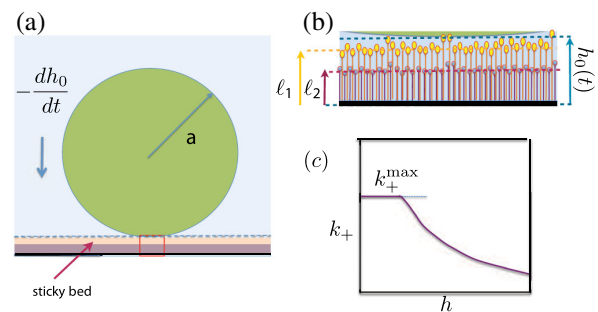 (a)
−dh₀/dt
a
sticky bed
(b)
ℓ₁ ℓ₂
h₀(t)
(c)
k₊^max
k₊
h